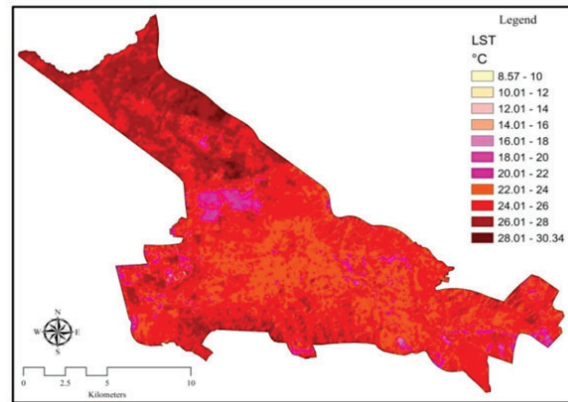 Legend
LST
°C
8.57 - 10
10.01 - 12
12.01 - 14
14.01 - 16
16.01 - 18
18.01 - 20
20.01 - 22
22.01 - 24
24.01 - 26
26.01 - 28
28.01 - 30.34
N
W E
S
0 2.5 5 10
Kilometers